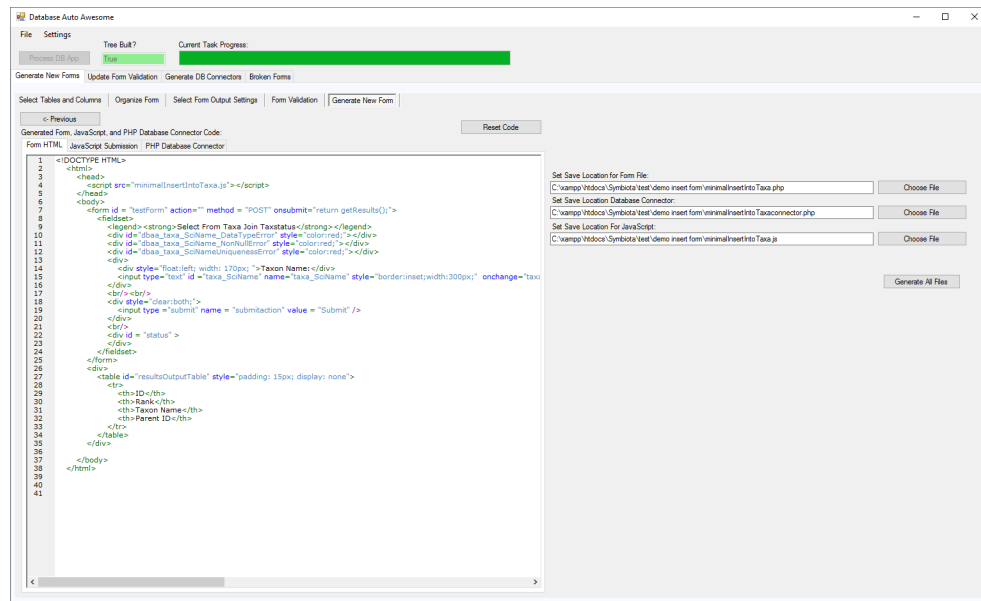 Database Auto Awesome
File Settings
Tree Built? Current Task Progress:
Process DB App True
Generate New Forms Update Form Validation Generate DB Connectors Broken Forms
Select Tables and Columns Organize Form Select Form Output Settings Form Validation Generate New Form
<- Previous
Reset Code
Generated Form, JavaScript, and PHP Database Connector Code:
Form HTML JavaScript Submission PHP Database Connector
1 <!DOCTYPE HTML>
2 <html>
3 <head>
4 <script src="minimalInsertIntoTaxa.js"></script>
5 </head>
6 <body>
7 <form id = "testForm" action="" method = "POST" onsubmit="return getResults();">
8 <fieldset>
9 <legend><strong>Select From Taxa Join Taxstatus</strong></legend>
10 <div id="dbaa_taxa_SciName_DataTypeError" style="color:red;"></div>
11 <div id="dbaa_taxa_SciName_NonNullError" style="color:red;"></div>
12 <div id="dbaa_taxa_SciNameUniquenessError" style="color:red;"></div>
13 <div>
14 <div style="float:left; width: 170px; ">Taxon Name:</div>
15 <input type="text" id ="taxa_SciName" name="taxa_SciName" style="border:inset;width:300px;" onchange="taxa
16 </div>
17 <br/><br/>
18 <div style="clear:both;">
19 <input type ="submit" name = "submitaction" value = "Submit" />
20 </div>
21 <br/>
22 <div id = "status" >
23 </div>
24 </fieldset>
25 </form>
26 <div>
27 <table id="resultsOutputTable" style="padding: 15px; display: none">
28 <tr>
29 <th>ID</th>
30 <th>Rank</th>
31 <th>Taxon Name</th>
32 <th>Parent ID</th>
33 </tr>
34 </table>
35 </div>
36
37 </body>
38 </html>
39
40
41
Set Save Location for Form File:
C:\xampp\htdocs\Symbiota\test\demo insert form\minimalInsertIntoTaxa.php Choose File
Set Save Location Database Connector:
C:\xampp\htdocs\Symbiota\test\demo insert form\minimalInsertIntoTaxaconnector.php Choose File
Set Save Location For JavaScript:
C:\xampp\htdocs\Symbiota\test\demo insert form\minimalInsertIntoTaxa.js Choose File
Generate All Files